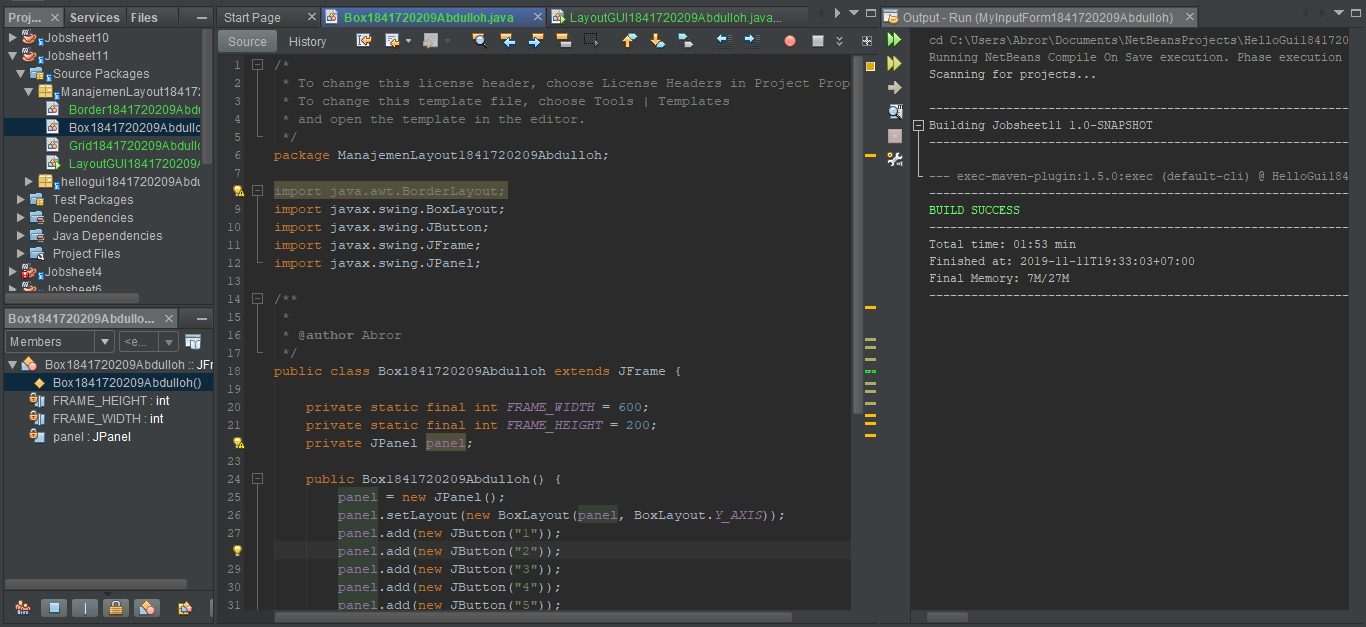 Proj...
Services
Files
Jobsheet10
Jobsheet11
Source Packages
ManajemenLayout18417
Border1841720209Abd
Box1841720209Abdullo
Grid1841720209Abdull
LayoutGUI1841720209
hellogui1841720209Abdu
Test Packages
Dependencies
Java Dependencies
Project Files
Jobsheet4
Jobsheet6
Box1841720209Abdullo...
Members
<e...
Box1841720209Abdulloh :: JFr
Box1841720209Abdulloh()
FRAME_HEIGHT : int
FRAME_WIDTH : int
panel : JPanel
Start Page
Box1841720209Abdulloh.java
LayoutGUI1841720209Abdulloh.java...
Source
History
1 /*
2 * To change this license header, choose License Headers in Project Prop
3 * To change this template file, choose Tools | Templates
4 * and open the template in the editor.
5 */
6 package ManajemenLayout1841720209Abdulloh;
7
import java.awt.BorderLayout;
9 import javax.swing.BoxLayout;
10 import javax.swing.JButton;
11 import javax.swing.JFrame;
12 import javax.swing.JPanel;
13
14 /**
15 *
16 * @author Abror
17 */
18 public class Box1841720209Abdulloh extends JFrame {
19
20 private static final int FRAME_WIDTH = 600;
21 private static final int FRAME_HEIGHT = 200;
private JPanel panel;
23
24 public Box1841720209Abdulloh() {
25 panel = new JPanel();
26 panel.setLayout(new BoxLayout(panel, BoxLayout.Y_AXIS));
27 panel.add(new JButton("1"));
panel.add(new JButton("2"));
29 panel.add(new JButton("3"));
30 panel.add(new JButton("4"));
31 panel.add(new JButton("5"));
Output - Run (MyInputForm1841720209Abdulloh)
cd C:\Users\Abror\Documents\NetBeansProjects\HelloGui1841720
Running NetBeans Compile On Save execution. Phase execution
Scanning for projects...
------------------------------------------------------------------------
Building Jobsheet11 1.0-SNAPSHOT
------------------------------------------------------------------------
--- exec-maven-plugin:1.5.0:exec (default-cli) @ HelloGui184
------------------------------------------------------------------------
BUILD SUCCESS
------------------------------------------------------------------------
Total time: 01:53 min
Finished at: 2019-11-11T19:33:03+07:00
Final Memory: 7M/27M
------------------------------------------------------------------------